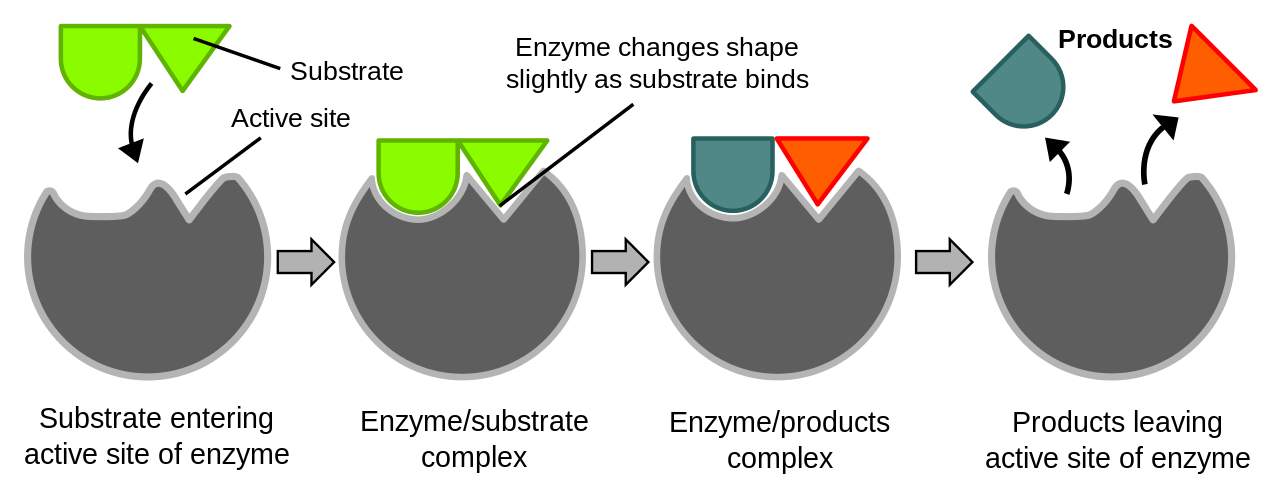 Substrate
Active site
Enzyme changes shape
slightly as substrate binds
Products
Substrate entering
active site of enzyme
Enzyme/substrate
complex
Enzyme/products
complex
Products leaving
active site of enzyme